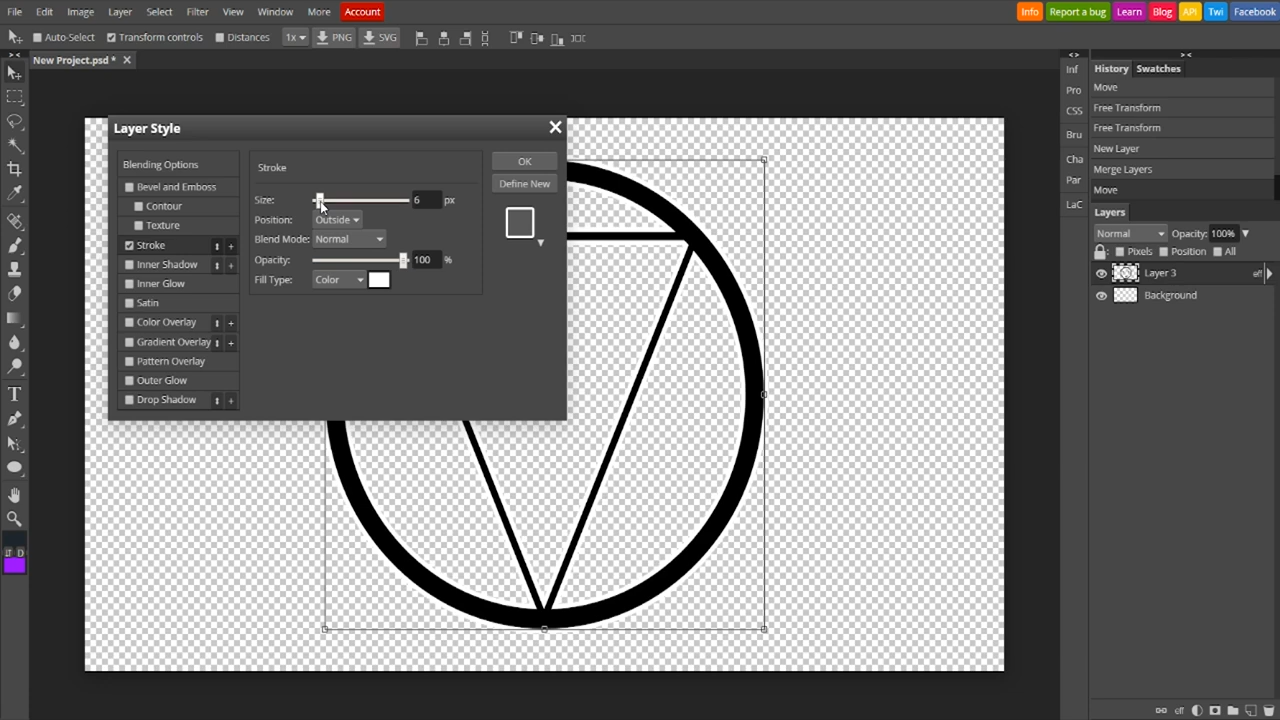 File Edit Image Layer Select Filter View Window More Account Info Report a bug Learn Blog API Twi Facebook
Auto-Select Transform controls Distances 1x PNG SVG
New Project.psd *
Layer Style
Blending Options
Bevel and Emboss
Contour
Texture
Stroke
Inner Shadow
Inner Glow
Satin
Color Overlay
Gradient Overlay
Pattern Overlay
Outer Glow
Drop Shadow
Stroke
Size: 6 px
Position: Outside
Blend Mode: Normal
Opacity: 100 %
Fill Type: Color
OK
Define New
Inf
Pro
CSS
Bru
Cha
Par
LaC
History Swatches
Move
Free Transform
Free Transform
New Layer
Merge Layers
Move
Layers
Normal Opacity: 100%
Pixels Position All
Layer 3 eff
Background
T
D
eff